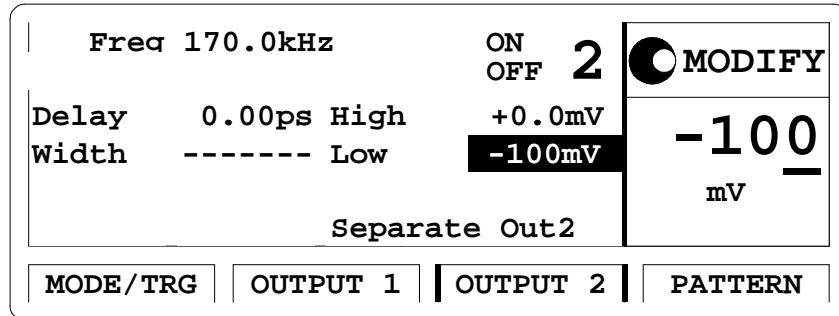 Freq 170.0kHz
ON
OFF
2
MODIFY
Delay 0.00ps High +0.0mV
Width ------- Low -100mV
-100
mV
Separate Out2
MODE/TRG OUTPUT 1 OUTPUT 2 PATTERN